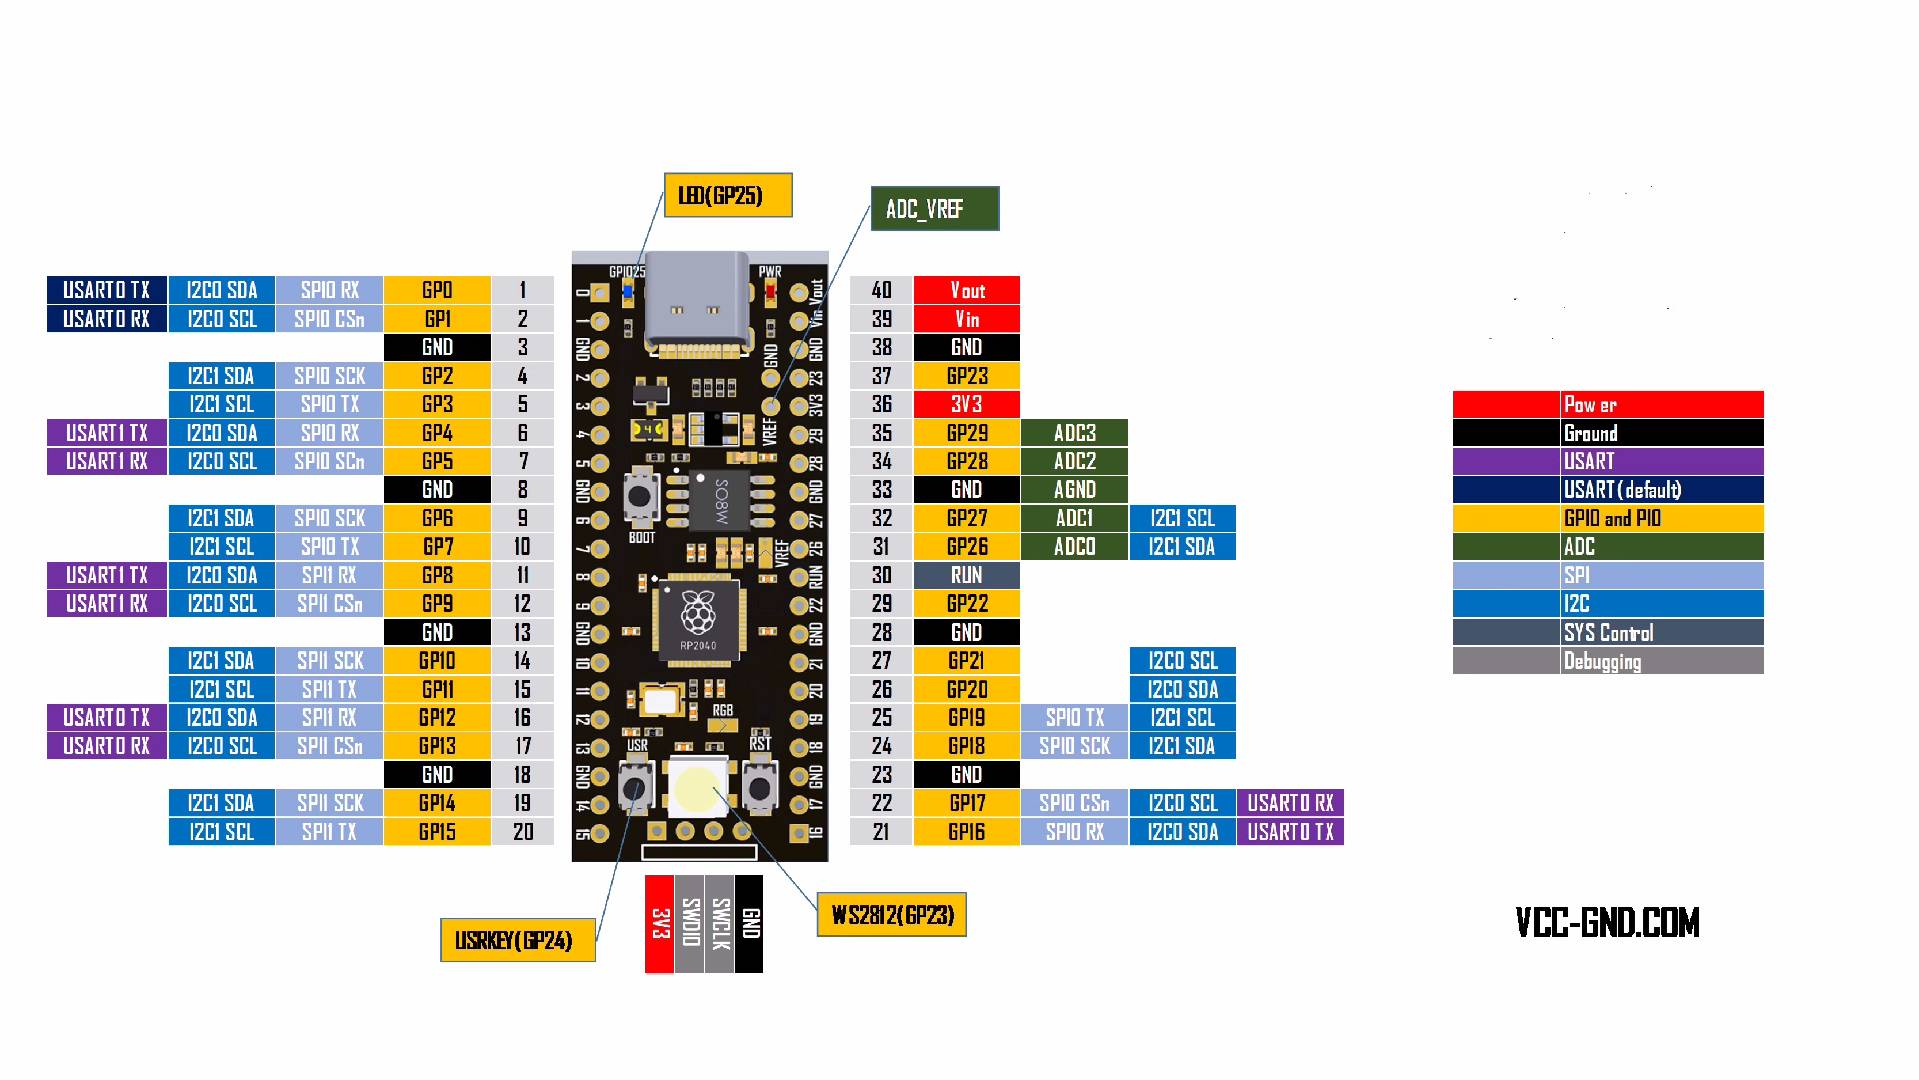 LED(GP25)
ADC_VREF
USART0 TX I2C0 SDA SPI0 RX GP0 1
USART0 RX I2C0 SCL SPI0 CSn GP1 2
GND 3
I2C1 SDA SPI0 SCK GP2 4
I2C1 SCL SPI0 TX GP3 5
USART1 TX I2C0 SDA SPI0 RX GP4 6
USART1 RX I2C0 SCL SPI0 SCn GP5 7
GND 8
I2C1 SDA SPI0 SCK GP6 9
I2C1 SCL SPI0 TX GP7 10
USART1 TX I2C0 SDA SPI1 RX GP8 11
USART1 RX I2C0 SCL SPI1 CSn GP9 12
GND 13
I2C1 SDA SPI1 SCK GP10 14
I2C1 SCL SPI1 TX GP11 15
USART0 TX I2C0 SDA SPI1 RX GP12 16
USART0 RX I2C0 SCL SPI1 CSn GP13 17
GND 18
I2C1 SDA SPI1 SCK GP14 19
I2C1 SCL SPI1 TX GP15 20
GPIO25 PWR
0 Vout
1 Vin
GND GND GND
2 23
3 3V3
VREF
4 4 29
5 28
GND GND
SO8W
6 27
BOOT
7 VREF 26
8 RUN
9 22
GND GND
RP2040
10 21
11 20
RGB
12 19
USR RST
13 18
GND GND
14 17
15 16
40 Vout
39 Vin
38 GND
37 GP23
36 3V3
35 GP29 ADC3
34 GP28 ADC2
33 GND AGND
32 GP27 ADC1 I2C1 SCL
31 GP26 ADC0 I2C1 SDA
30 RUN
29 GP22
28 GND
27 GP21 I2C0 SCL
26 GP20 I2C0 SDA
25 GP19 SPI0 TX I2C1 SCL
24 GP18 SPI0 SCK I2C1 SDA
23 GND
22 GP17 SPI0 CSn I2C0 SCL USART0 RX
21 GP16 SPI0 RX I2C0 SDA USART0 TX
3V3
SWDIO
SWCLK
GND
USRKEY(GP24)
WS2812(GP23)
Power
Ground
USART
USART(default)
GPIO and PIO
ADC
SPI
I2C
SYS Control
Debugging
VCC-GND.COM